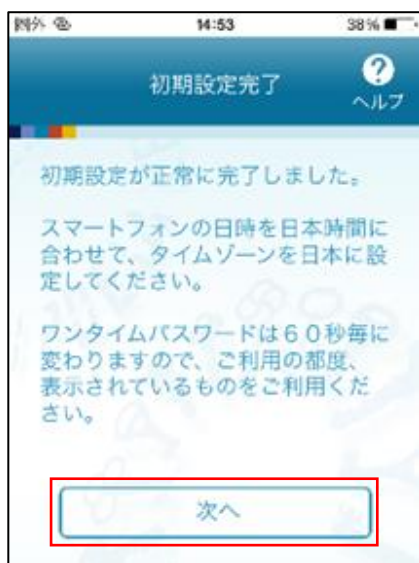 圏外 14:53 38%
初期設定完了
?
ヘルプ
初期設定が正常に完了しました。
スマートフォンの日時を日本時間に
合わせて、タイムゾーンを日本に設
定してください。
ワンタイムパスワードは60秒毎に
変わりますので、ご利用の都度、
表示されているものをご利用くだ
さい。
次へ